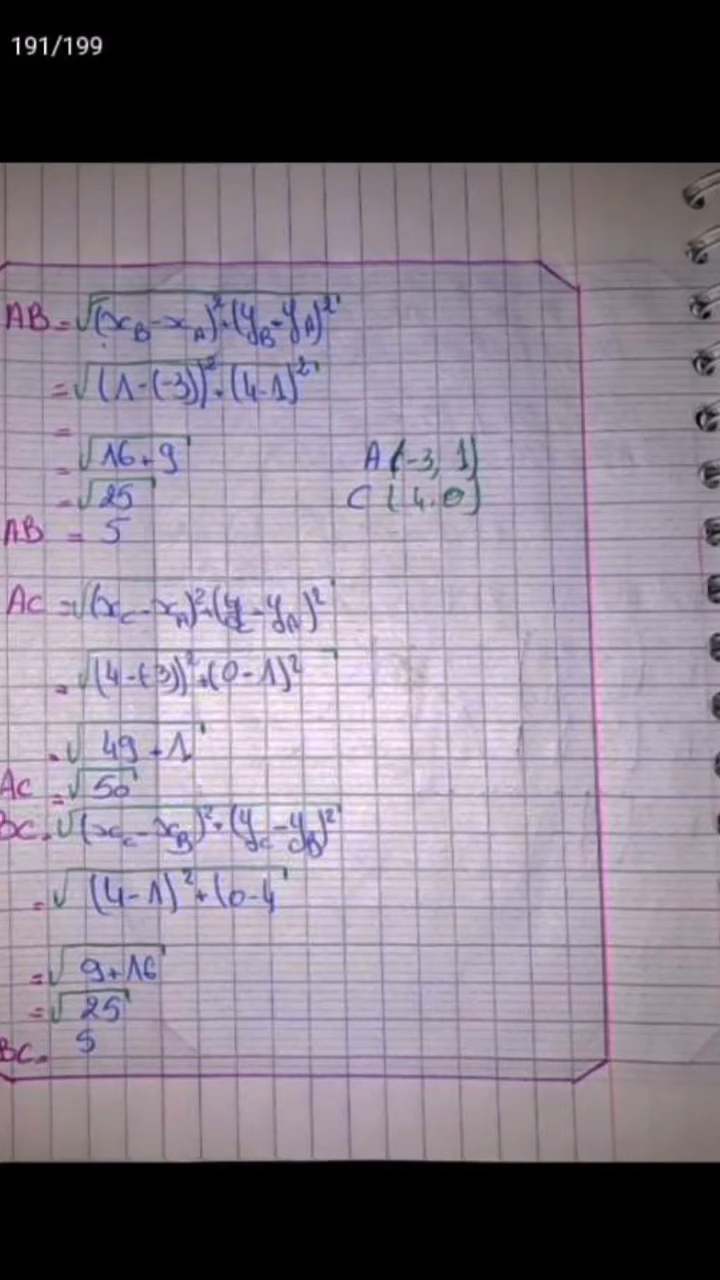 191/199
AB = √(x_B - x_A)² + (y_B - y_A)²
= √(1-(-3))² + (4-1)²
=
= √16+9
A(-3, 1)
= √25
C(4.0)
AB = 5
AC = √(x_C - x_A)² + (y_C - y_A)²
= √(4-(-3))² + (0-1)²
= √49+1
AC = √50
BC = √(x_C - x_B)² + (y_C - y_B)²
= √(4-1)² + (0-4
= √9+16
= √25
BC = 5